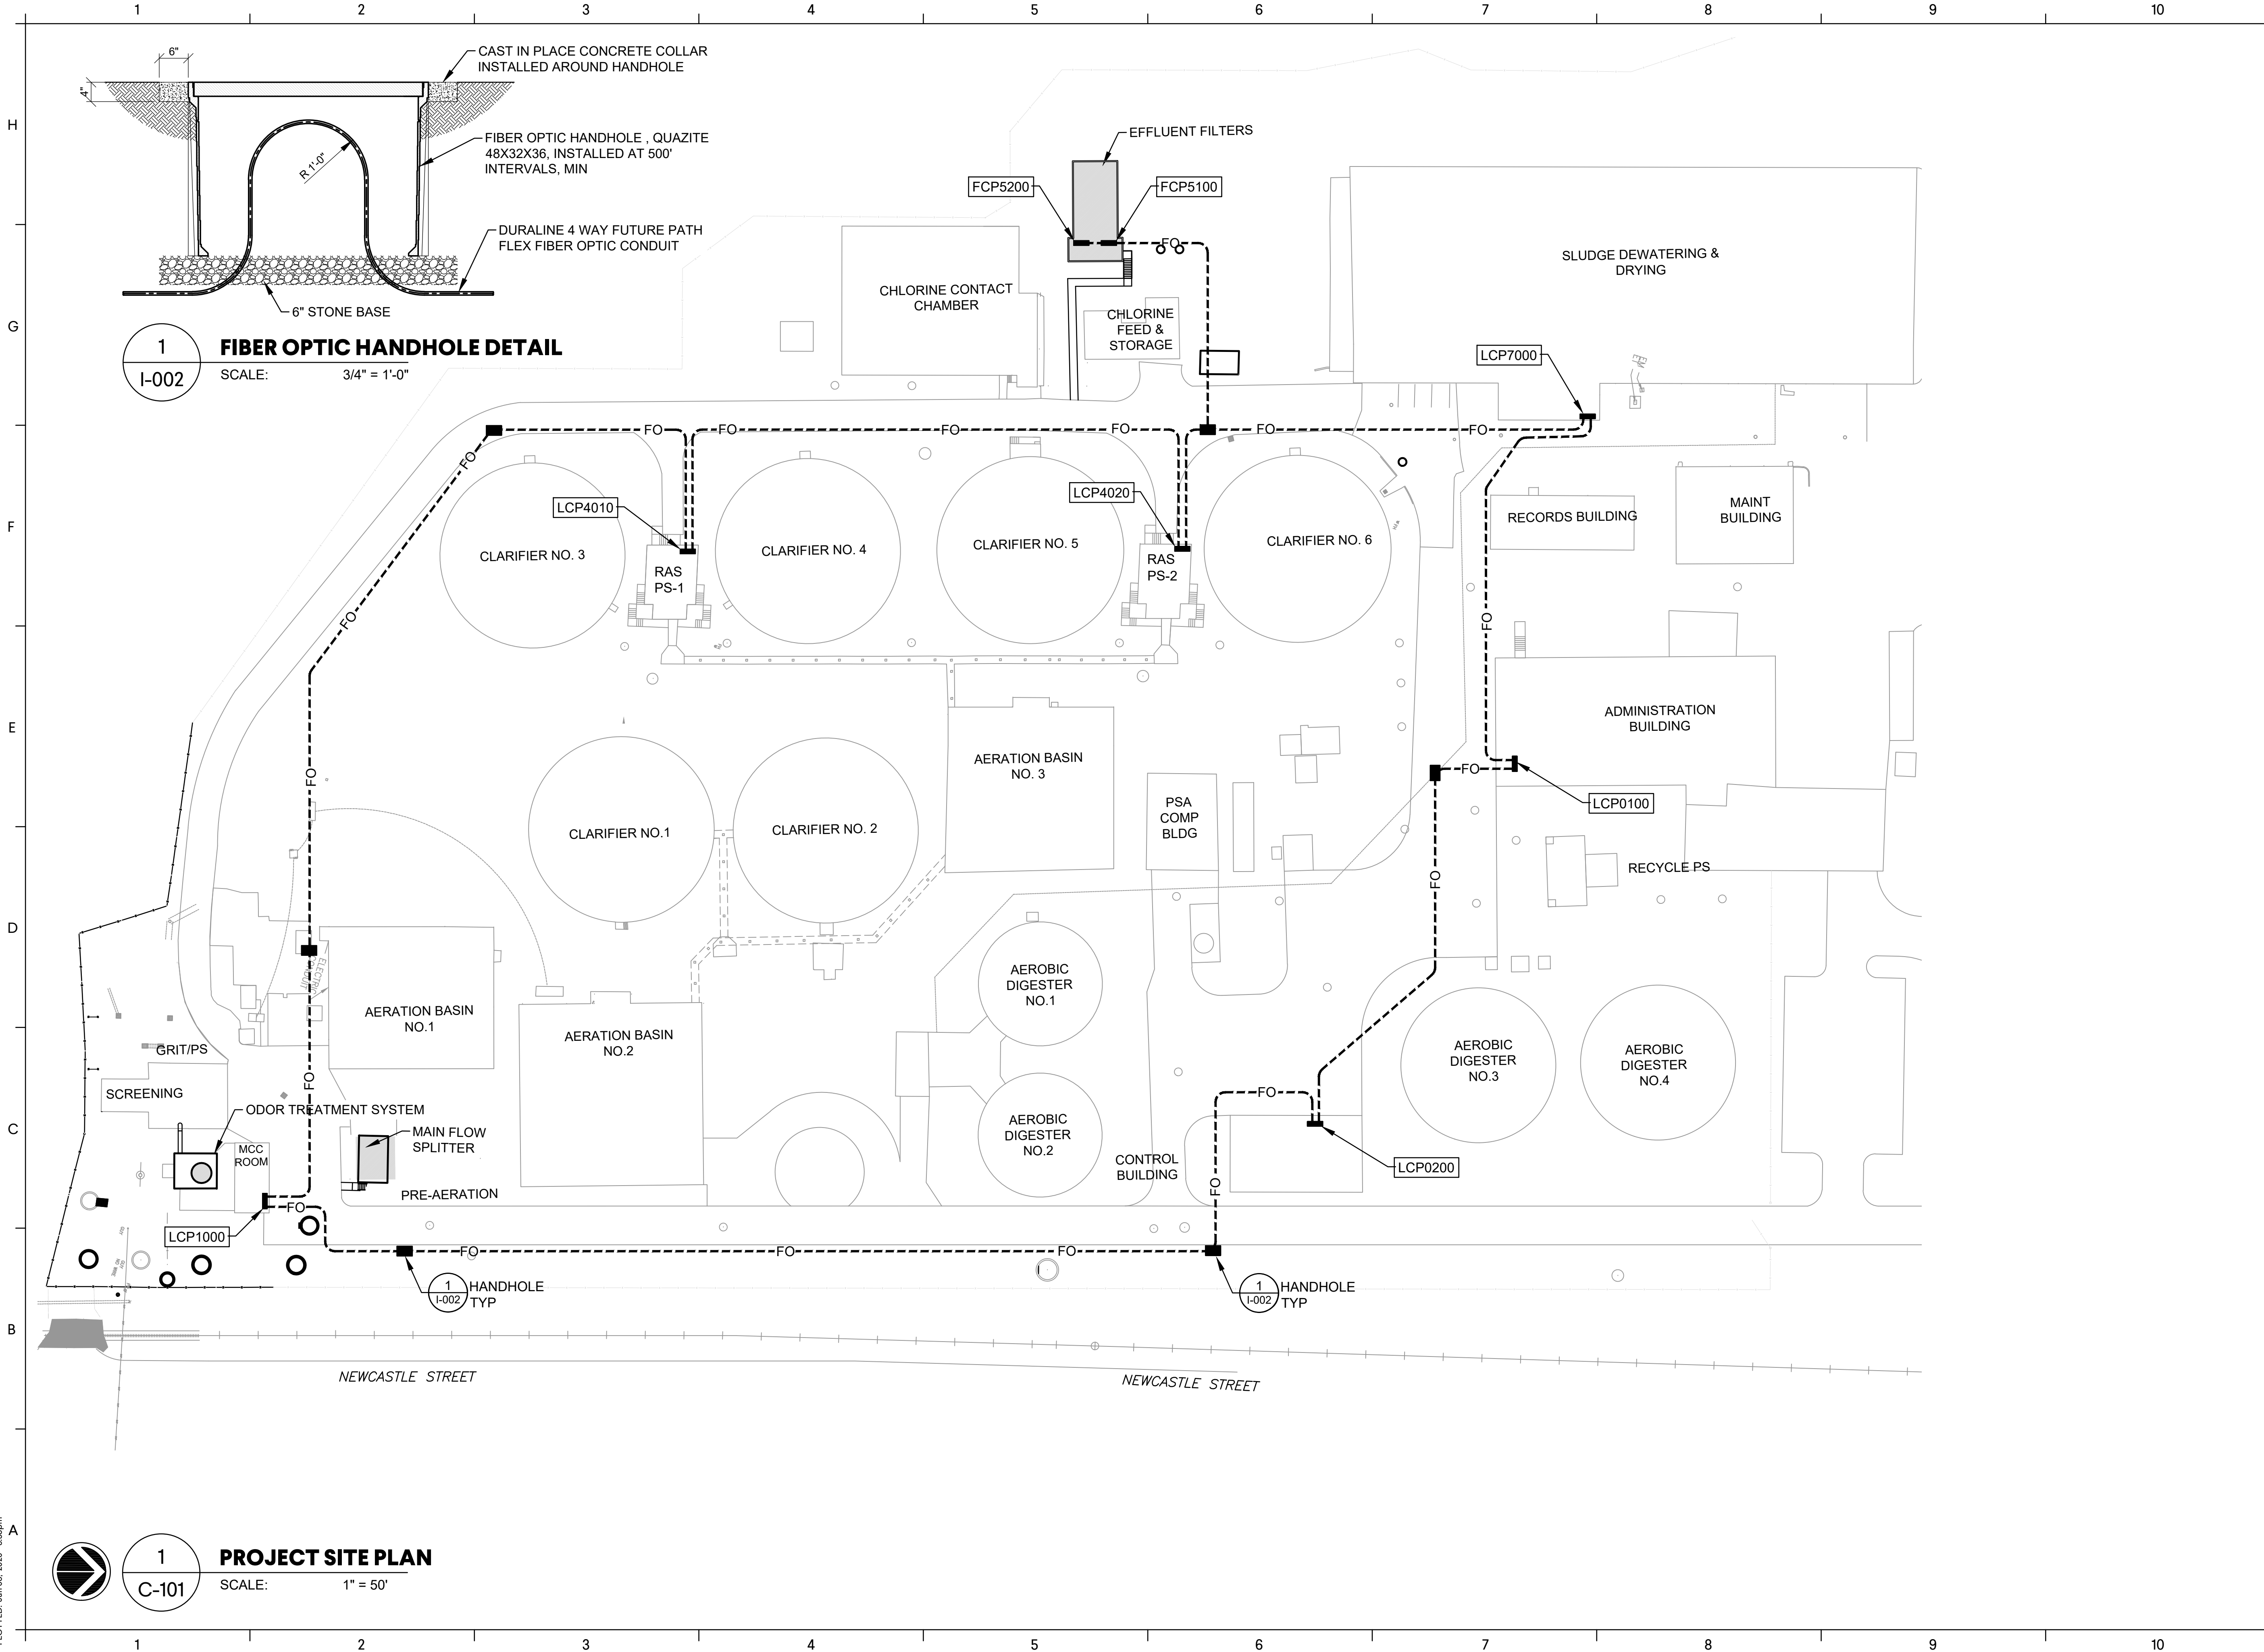 1 2 3 4 5 6 7 8 9 10
H
G
F
E
D
C
B
A
6"
4"
R 1'-0"
CAST IN PLACE CONCRETE COLLAR
INSTALLED AROUND HANDHOLE
FIBER OPTIC HANDHOLE , QUAZITE
48X32X36, INSTALLED AT 500'
INTERVALS, MIN
DURALINE 4 WAY FUTURE PATH
FLEX FIBER OPTIC CONDUIT
6" STONE BASE
1
I-002
FIBER OPTIC HANDHOLE DETAIL
SCALE: 3/4" = 1'-0"
EFFLUENT FILTERS
FCP5200
FCP5100
FO
CHLORINE CONTACT
CHAMBER
CHLORINE
FEED &
STORAGE
SLUDGE DEWATERING &
DRYING
LCP7000
FO
FO
FO
FO
FO
FO
FO
LCP4010
LCP4020
CLARIFIER NO. 3
RAS
PS-1
CLARIFIER NO. 4
CLARIFIER NO. 5
RAS
PS-2
CLARIFIER NO. 6
RECORDS BUILDING
MAINT
BUILDING
FO
FO
ADMINISTRATION
BUILDING
AERATION BASIN
NO. 3
FO
FO
LCP0100
PSA
COMP
BLDG
CLARIFIER NO.1
CLARIFIER NO. 2
RECYCLE PS
FO
ELECTRIC
AEROBIC
DIGESTER
NO.1
AERATION BASIN
NO.1
AERATION BASIN
NO.2
GRIT/PS
SCREENING
FO
AEROBIC
DIGESTER
NO.3
AEROBIC
DIGESTER
NO.4
ODOR TREATMENT SYSTEM
MAIN FLOW
SPLITTER
MCC
ROOM
AEROBIC
DIGESTER
NO.2
FO
CONTROL
BUILDING
LCP0200
PRE-AERATION
FO
FO
LCP1000
FO
FO
FO
1
I-002
HANDHOLE
TYP
1
I-002
HANDHOLE
TYP
NEWCASTLE STREET
NEWCASTLE STREET
1
C-101
PROJECT SITE PLAN
SCALE: 1" = 50'
1 2 3 4 5 6 7 8 9 10